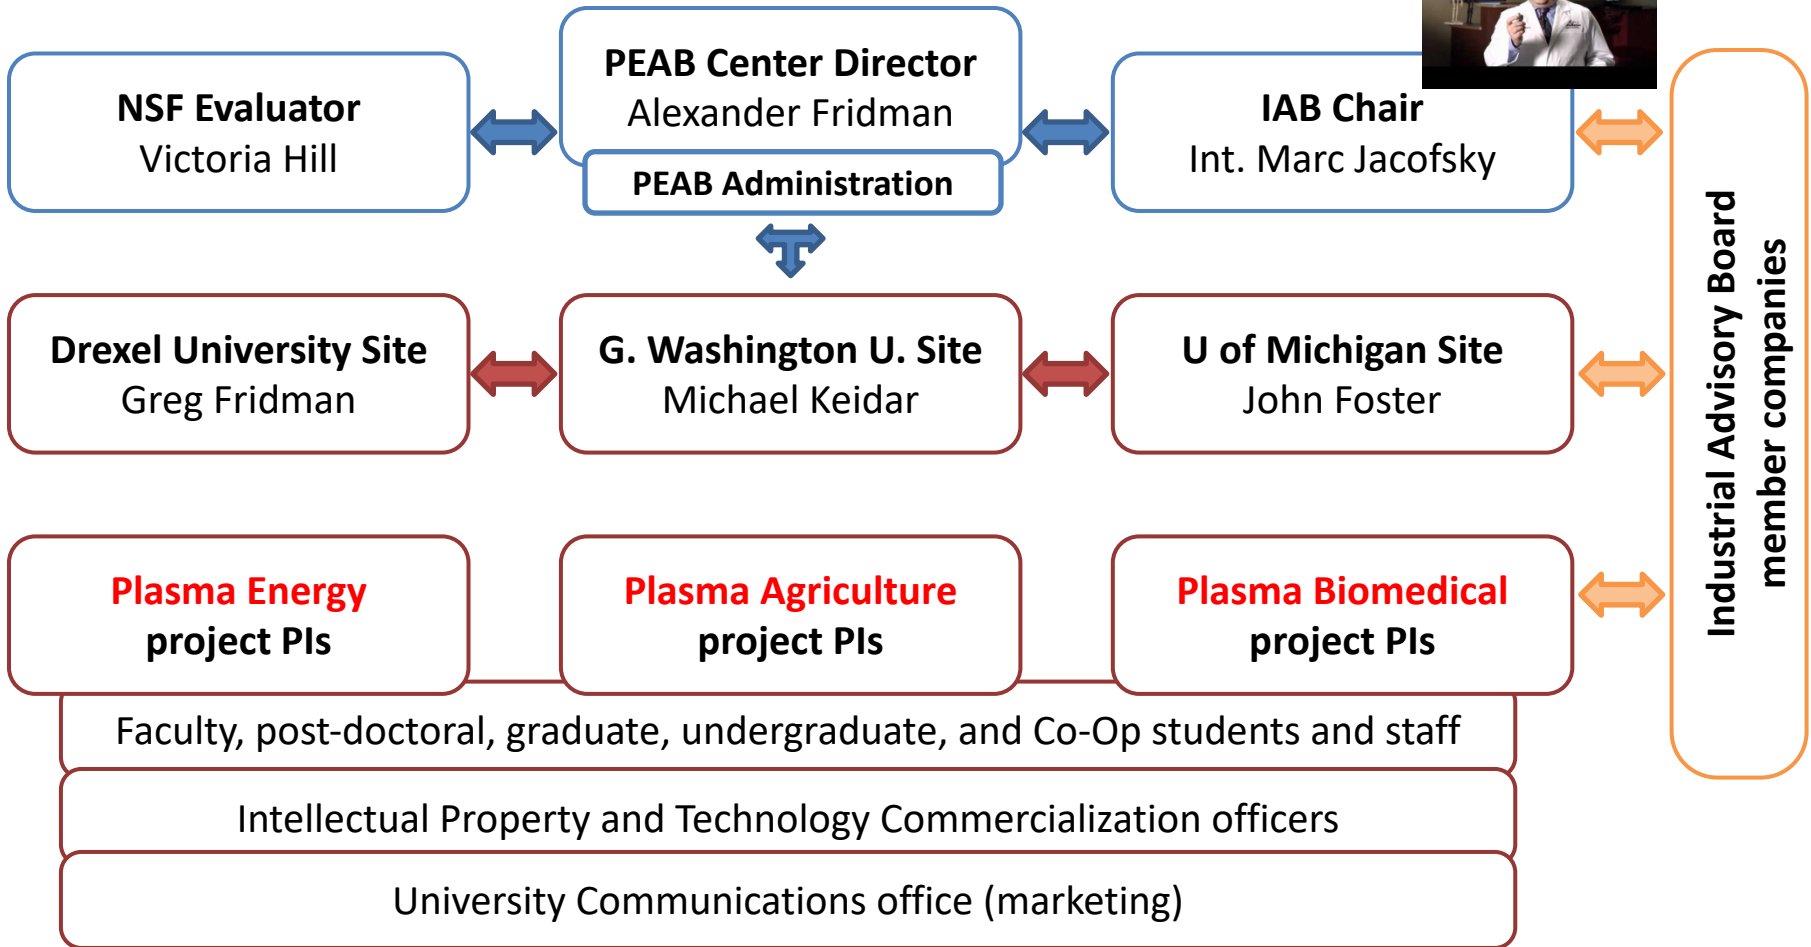 NSF Evaluator
Victoria Hill
PEAB Center Director
Alexander Fridman
PEAB Administration
IAB Chair
Int. Marc Jacofsky
Drexel University Site
Greg Fridman
G. Washington U. Site
Michael Keidar
U of Michigan Site
John Foster
Plasma Energy
project PIs
Plasma Agriculture
project PIs
Plasma Biomedical
project PIs
Faculty, post-doctoral, graduate, undergraduate, and Co-Op students and staff
Intellectual Property and Technology Commercialization officers
University Communications office (marketing)
Industrial Advisory Board
member companies